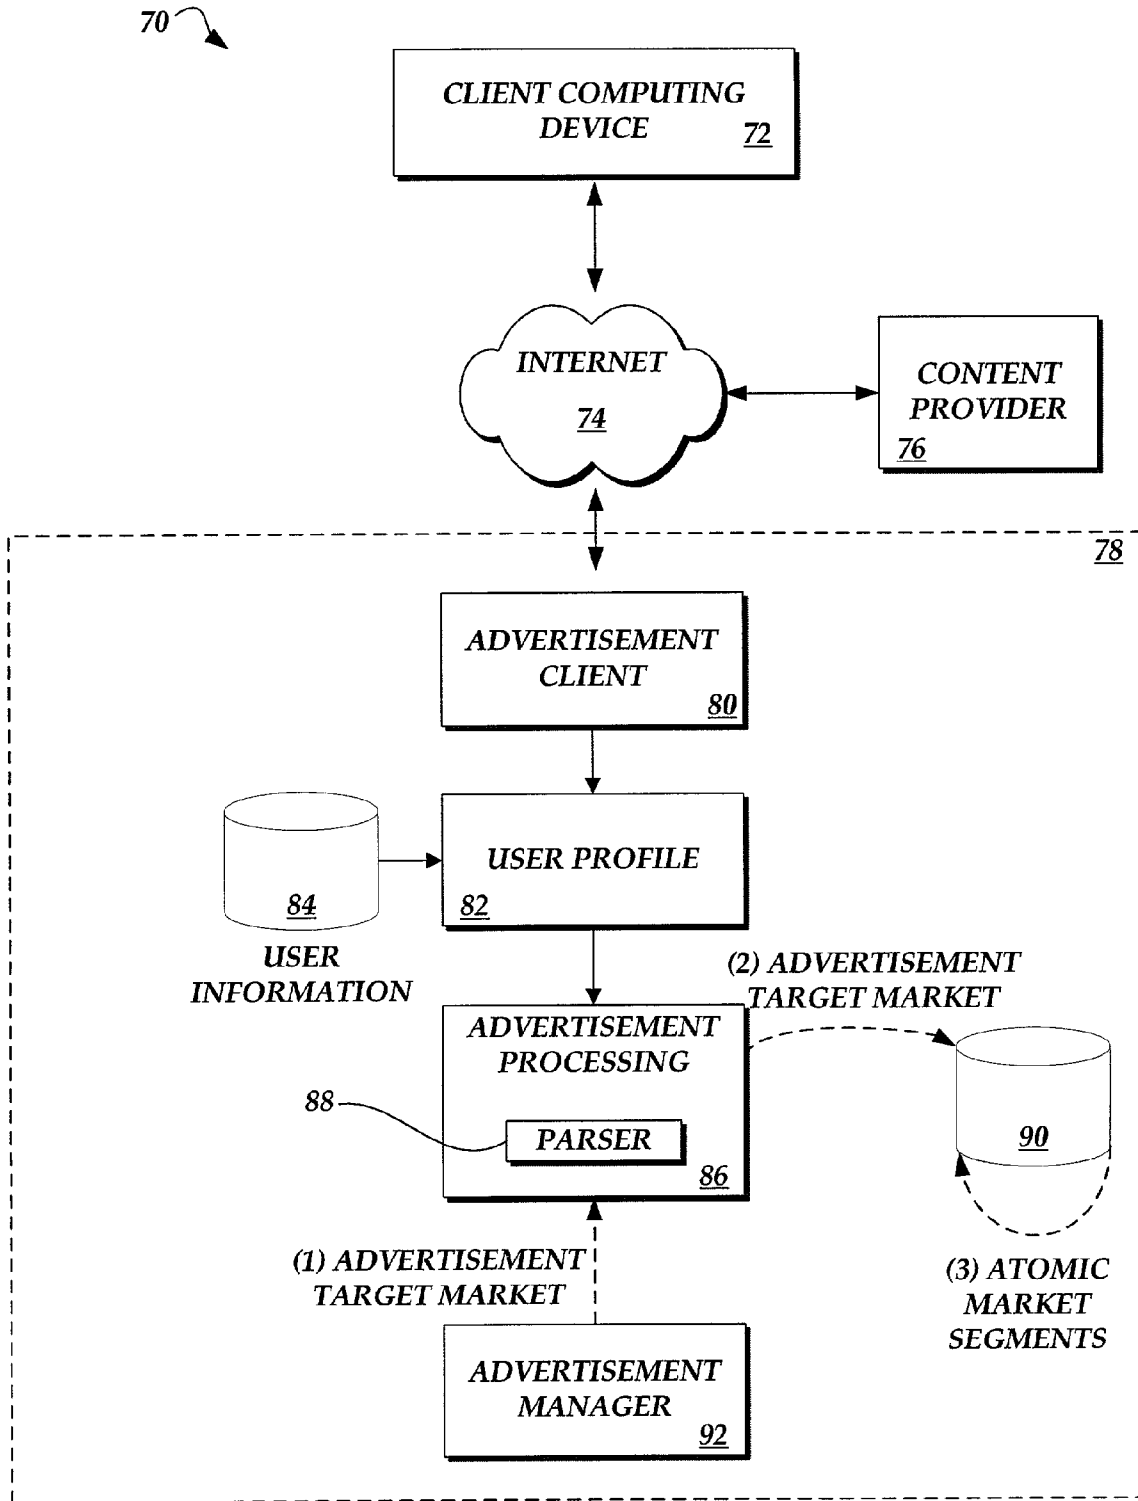 70
CLIENT COMPUTING
DEVICE
72
INTERNET
74
CONTENT
PROVIDER
76
78
ADVERTISEMENT
CLIENT
80
USER PROFILE
82
84
USER
INFORMATION
(2) ADVERTISEMENT
TARGET MARKET
ADVERTISEMENT
PROCESSING
88
PARSER
86
90
(1) ADVERTISEMENT
TARGET MARKET
(3) ATOMIC
MARKET
SEGMENTS
ADVERTISEMENT
MANAGER
92